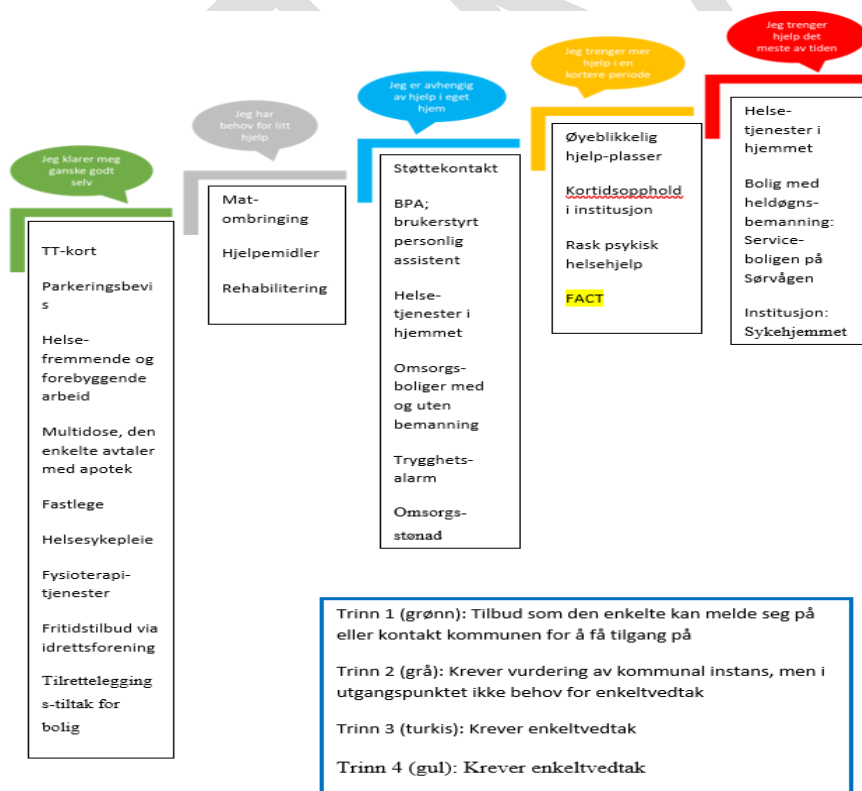 Jeg klarer meg
ganske godt
selv
TT-kort
Parkeringsbevi
s
Helse-
fremmende og
forebyggende
arbeid
Multidose, den
enkelte avtaler
med apotek
Fastlege
Helsesykepleie
Fysioterapi-
tjenester
Fritidstilbud via
idrettsforening
Tilrettelegging
s-tiltak for
bolig
Jeg har
behov for litt
hjelp
Mat-
ombringing
Hjelpemidler
Rehabilitering
Jeg er avhengig
av hjelp i eget
hjem
Støttekontakt
BPA;
brukerstyrt
personlig
assistent
Helse-
tjenester i
hjemmet
Omsorgs-
boliger med
og uten
bemanning
Trygghets-
alarm
Omsorgs-
stønad
Jeg trenger mer
hjelp i en
kortere periode
Øyeblikkelig
hjelp-plasser
Kortidsopphold
i institusjon
Rask psykisk
helsehjelp
FACT
Jeg trenger
hjelp det
meste av tiden
Helse-
tjenester i
hjemmet
Bolig med
heldøgns-
bemanning:
Service-
boligen på
Sørvågen
Institusjon:
Sykehjemmet
Trinn 1 (grønn): Tilbud som den enkelte kan melde seg på
eller kontakt kommunen for å få tilgang på
Trinn 2 (grå): Krever vurdering av kommunal instans, men i
utgangspunktet ikke behov for enkeltvedtak
Trinn 3 (turkis): Krever enkeltvedtak
Trinn 4 (gul): Krever enkeltvedtak